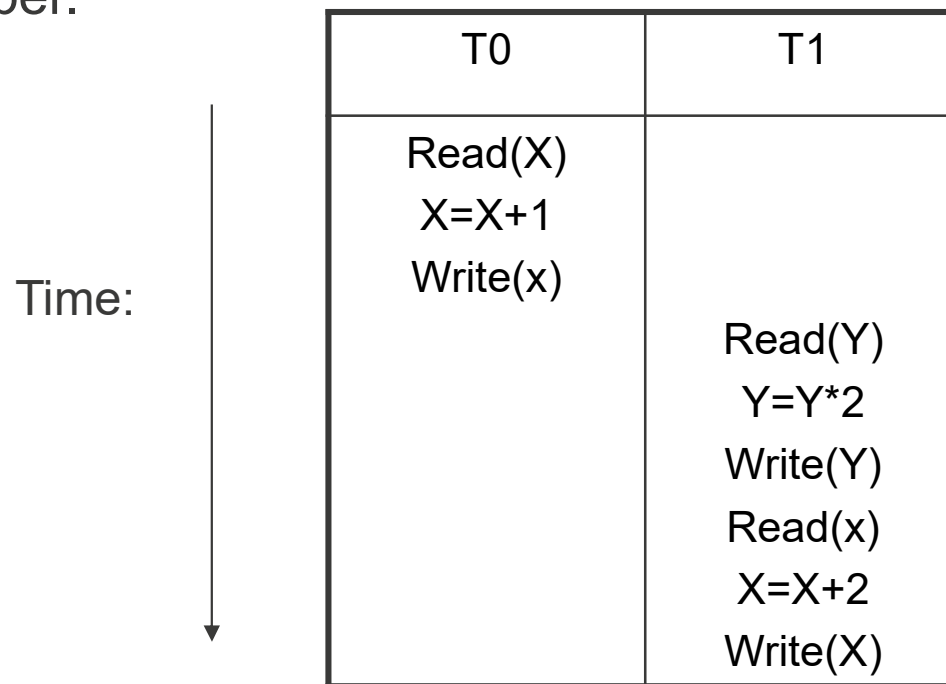 T0 T1
Read(X)
X=X+1
Write(x)
Time:
Read(Y)
Y=Y*2
Write(Y)
Read(x)
X=X+2
Write(X)